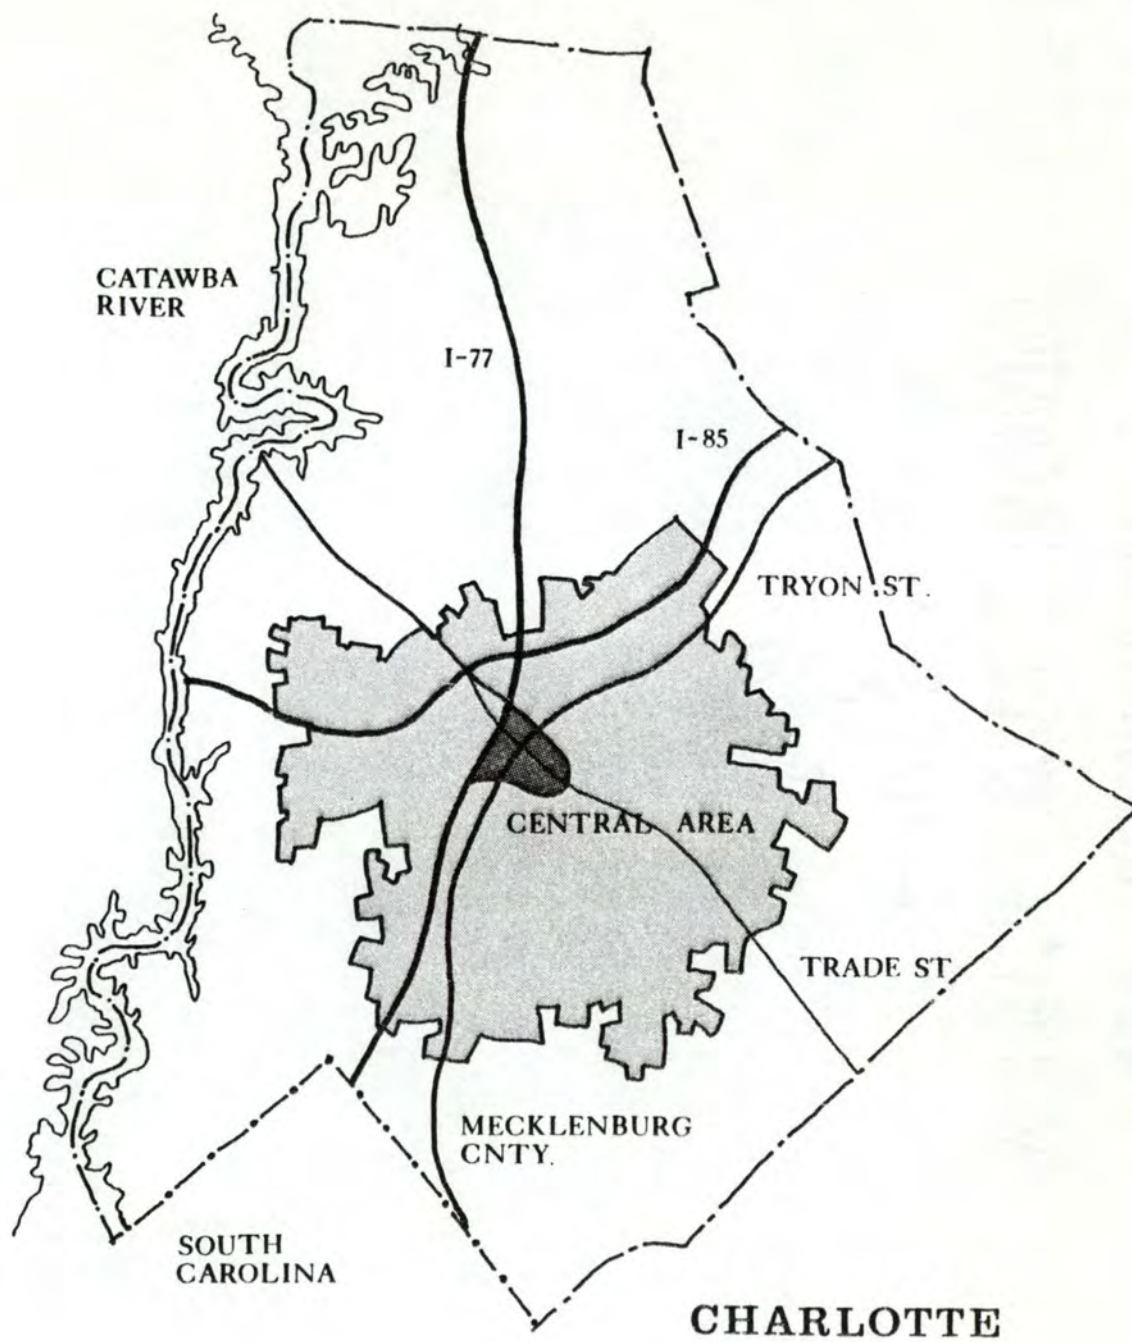 CATAWBA
RIVER
I-77
I-85
TRYON ST.
CENTRAL AREA
TRADE ST
MECKLENBURG
CNTY.
SOUTH
CAROLINA
CHARLOTTE